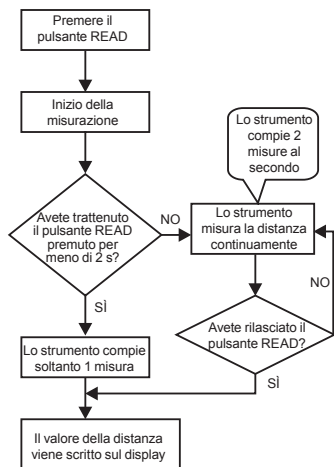 Premere il
pulsante READ
Inizio della
misurazione
Lo strumento
compie 2
misure al
secondo
Avete trattenuto
il pulsante READ
premuto per
meno di 2 s?
NO
Lo strumento
misura la distanza
continuamente
NO
SÌ
Avete rilasciato il
pulsante READ?
Lo strumento compie
soltanto 1 misura
SÌ
Il valore della distanza
viene scritto sul display